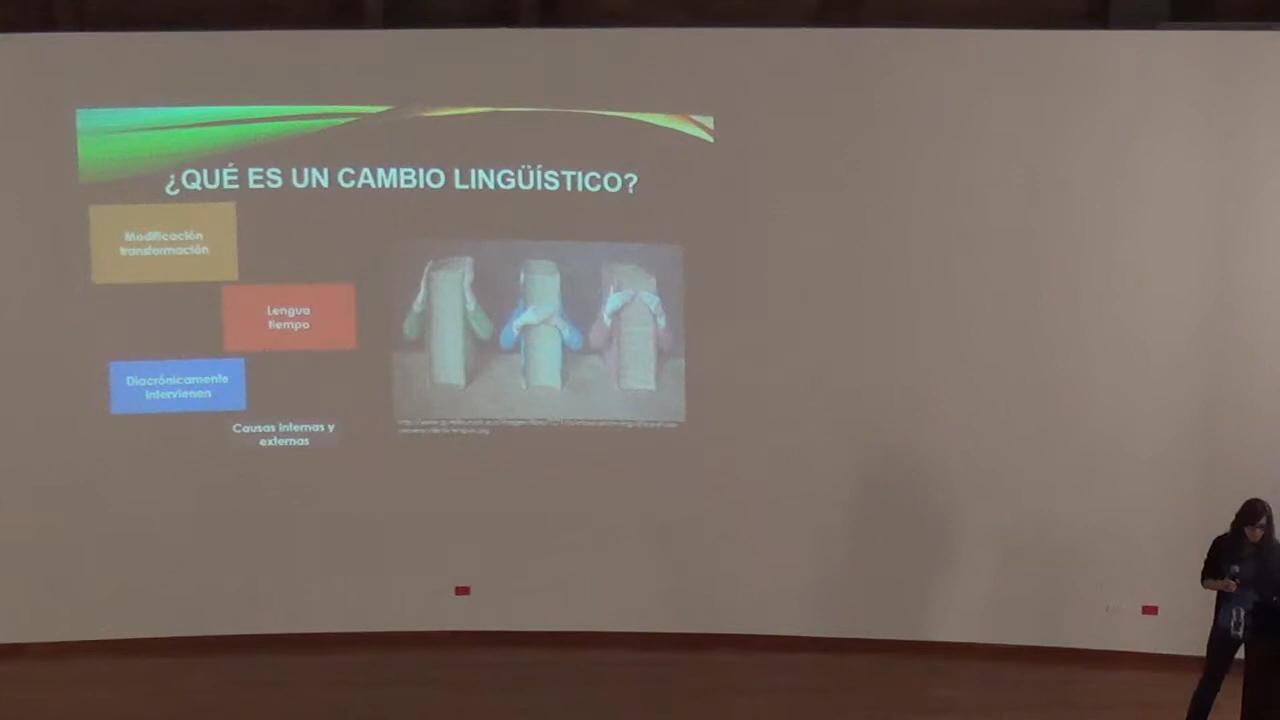 ¿QUÉ ES UN CAMBIO LINGÜÍSTICO?
Modificación
transformación
Lengua
tiempo
Diacrónicamente
intervienen
Causas internas y
externas